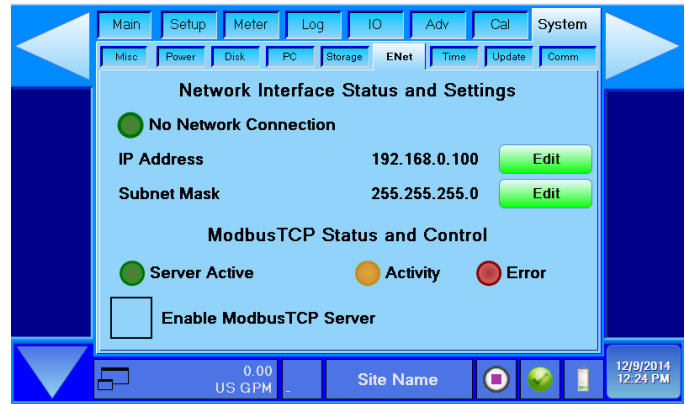 Main Setup Meter Log IO Adv Cal System
Misc Power Disk PC Storage ENet Time Update Comm
Network Interface Status and Settings
No Network Connection
IP Address 192.168.0.100 Edit
Subnet Mask 255.255.255.0 Edit
ModbusTCP Status and Control
Server Active Activity Error
Enable ModbusTCP Server
0.00
US GPM _ Site Name
12/9/2014
12:24 PM